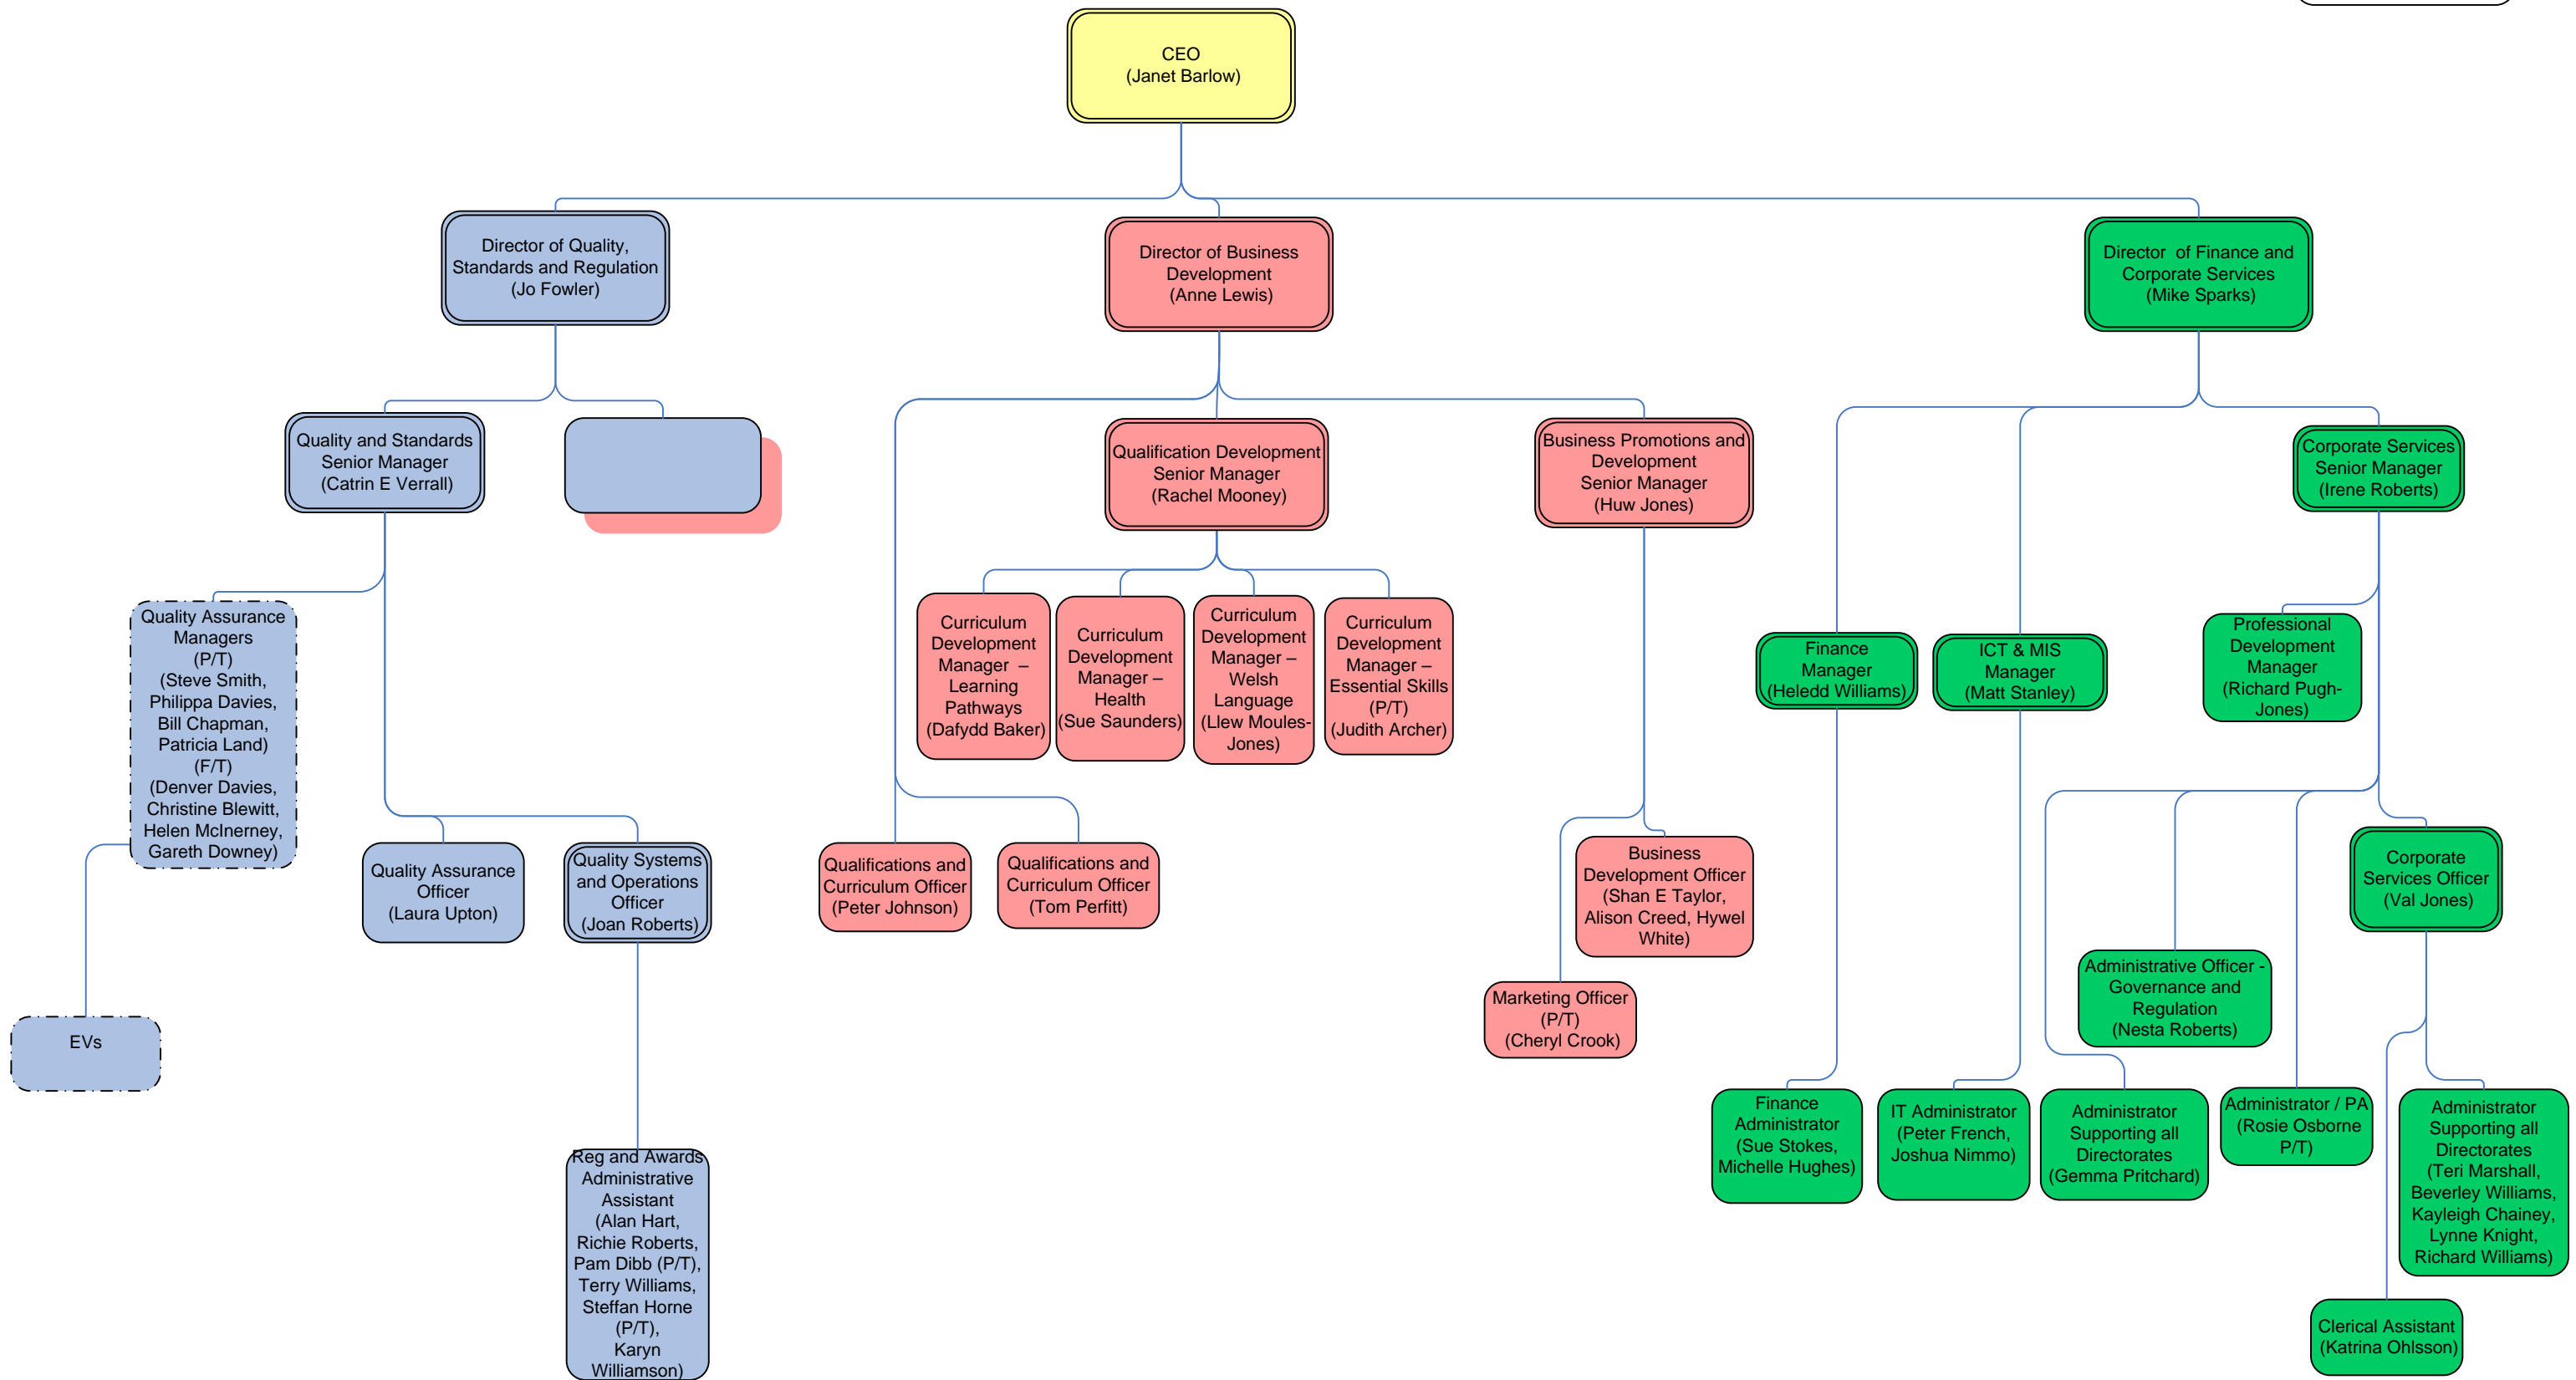 CEO
(Janet Barlow)
Director of Quality,
Standards and Regulation
(Jo Fowler)
Director of Business
Development
(Anne Lewis)
Director of Finance and
Corporate Services
(Mike Sparks)
Quality and Standards
Senior Manager
(Catrin E Verrall)
Qualification Development
Senior Manager
(Rachel Mooney)
Business Promotions and
Development
Senior Manager
(Huw Jones)
Corporate Services
Senior Manager
(Irene Roberts)
Quality Assurance
Managers
(P/T)
(Steve Smith,
Philippa Davies,
Bill Chapman,
Patricia Land)
(F/T)
(Denver Davies,
Christine Blewitt,
Helen McInerney,
Gareth Downey)
Curriculum
Development
Manager –
Learning
Pathways
(Dafydd Baker)
Curriculum
Development
Manager –
Health
(Sue Saunders)
Curriculum
Development
Manager –
Welsh
Language
(Llew Moules-
Jones)
Curriculum
Development
Manager –
Essential Skills
(P/T)
(Judith Archer)
Finance
Manager
(Heledd Williams)
ICT & MIS
Manager
(Matt Stanley)
Professional
Development
Manager
(Richard Pugh-
Jones)
Quality Assurance
Officer
(Laura Upton)
Quality Systems
and Operations
Officer
(Joan Roberts)
Qualifications and
Curriculum Officer
(Peter Johnson)
Qualifications and
Curriculum Officer
(Tom Perfitt)
Business
Development Officer
(Shan E Taylor,
Alison Creed, Hywel
White)
Corporate
Services Officer
(Val Jones)
Administrative Officer -
Governance and
Regulation
(Nesta Roberts)
Marketing Officer
(P/T)
(Cheryl Crook)
EVs
Finance
Administrator
(Sue Stokes,
Michelle Hughes)
IT Administrator
(Peter French,
Joshua Nimmo)
Administrator
Supporting all
Directorates
(Gemma Pritchard)
Administrator / PA
(Rosie Osborne
P/T)
Administrator
Supporting all
Directorates
(Teri Marshall,
Beverley Williams,
Kayleigh Chainey,
Lynne Knight,
Richard Williams)
Reg and Awards
Administrative
Assistant
(Alan Hart,
Richie Roberts,
Pam Dibb (P/T),
Terry Williams,
Steffan Horne
(P/T),
Karyn
Williamson)
Clerical Assistant
(Katrina Ohlsson)